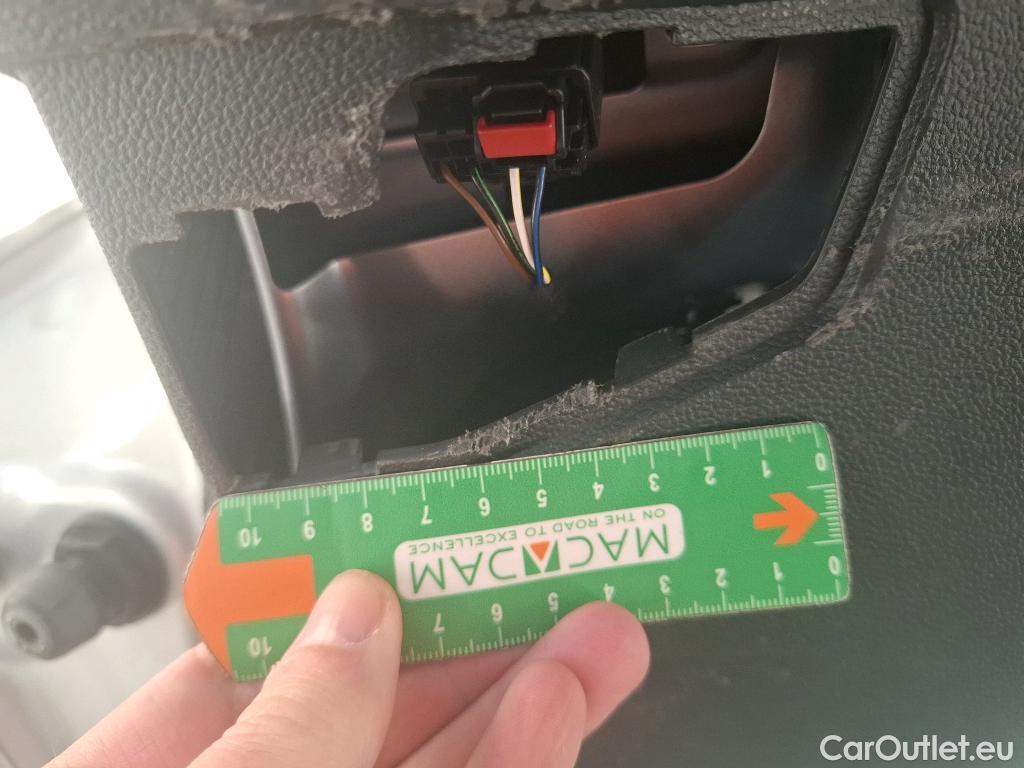 0 1 2 3 4 5 6 7 8 9 10
MACADAM
ON THE ROAD TO EXCELLENCE
0 1 2 3 4 5 6 7 10
CarOutlet.eu